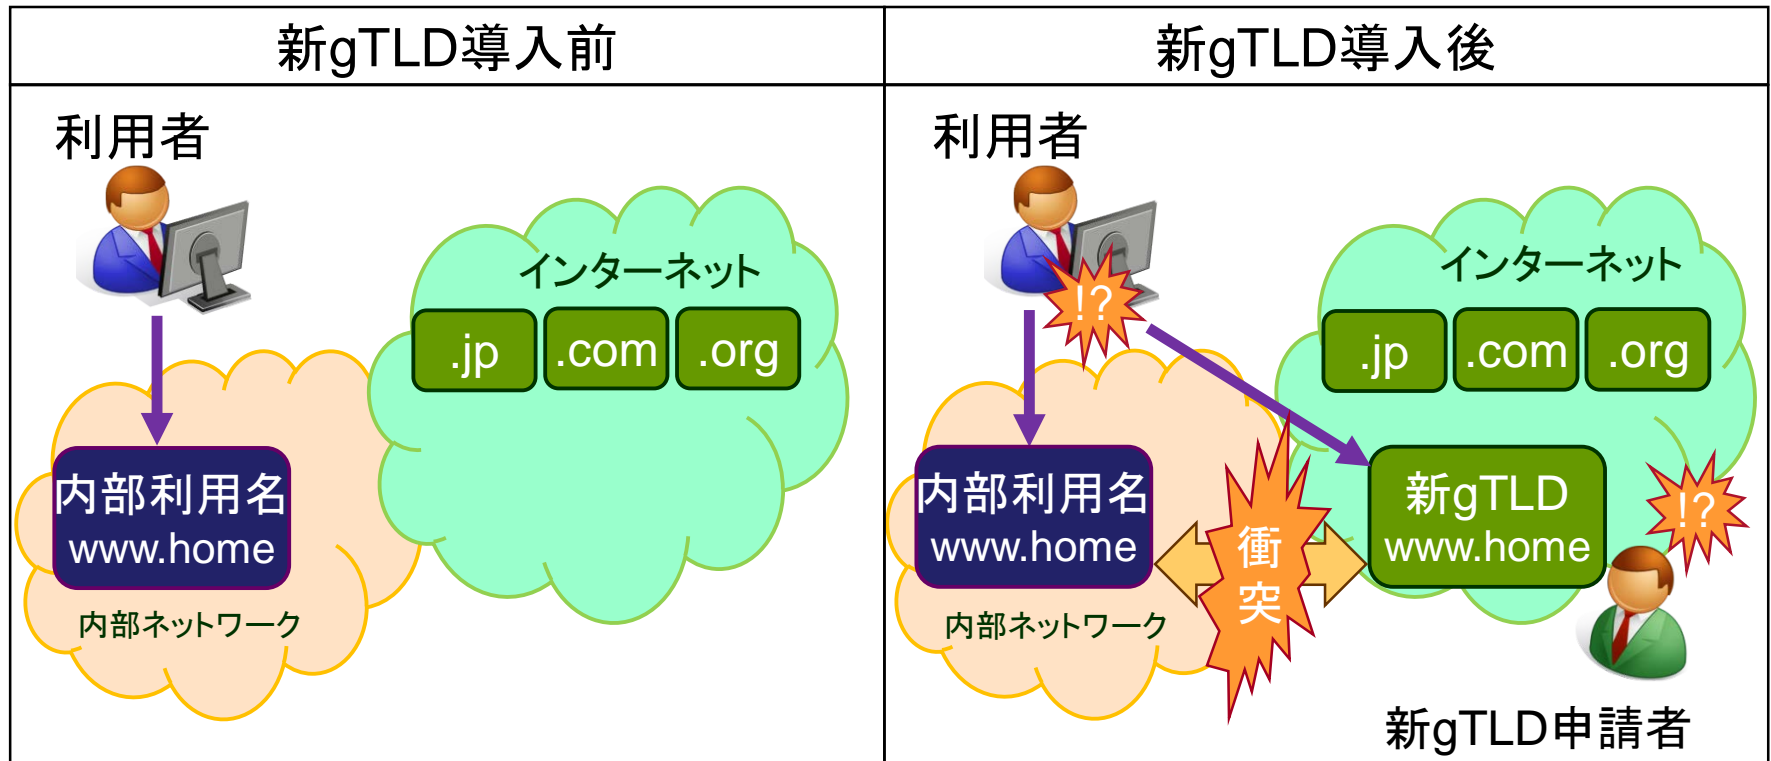 新gTLD導入前
利用者
インターネット
.jp .com .org
内部利用名
www.home
内部ネットワーク
新gTLD導入後
利用者
!?
インターネット
.jp .com .org
内部利用名
www.home
衝
突
新gTLD
www.home
!?
内部ネットワーク
新gTLD申請者